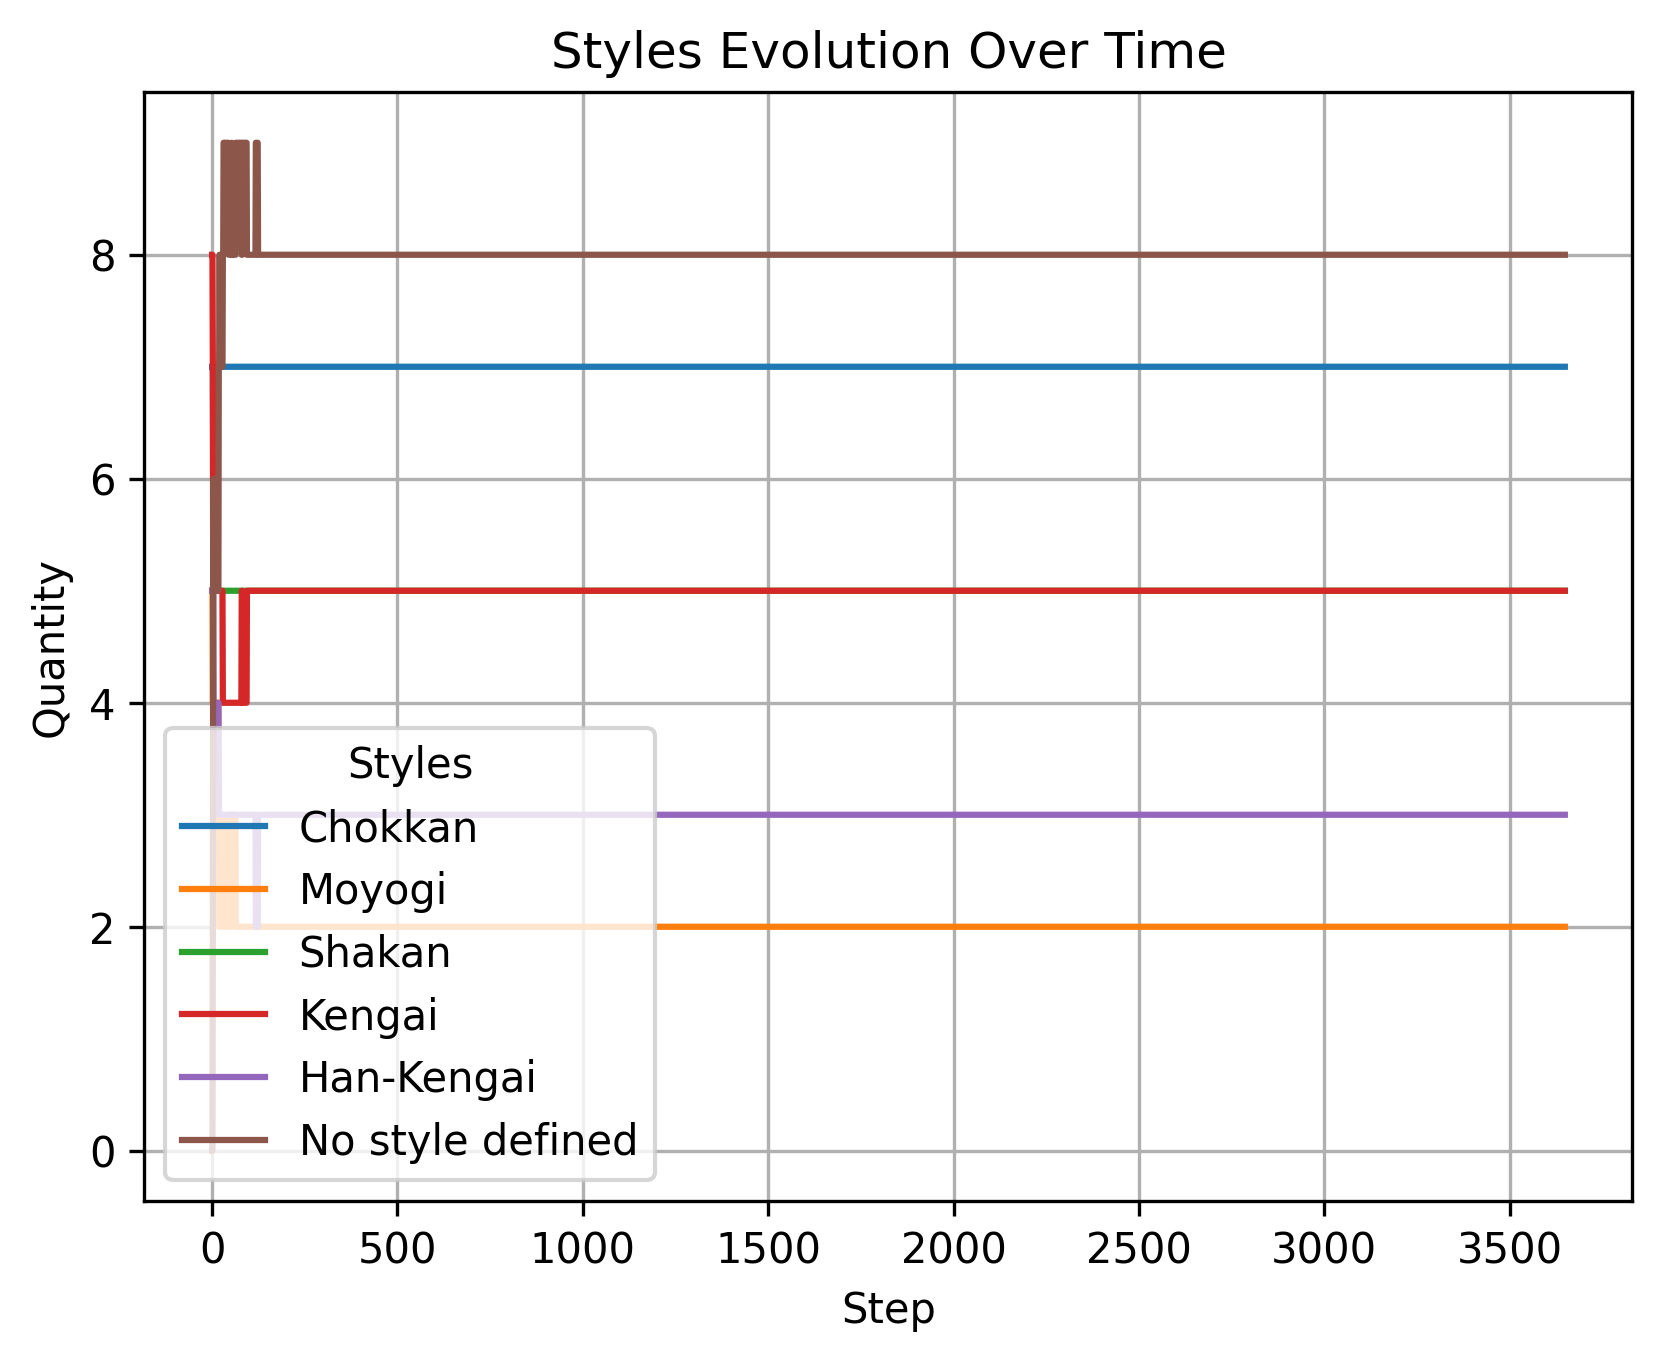 Styles Evolution Over Time
Quantity
8
6
4
2
0
Styles
Chokkan
Moyogi
Shakan
Kengai
Han-Kengai
No style defined
0 500 1000 1500 2000 2500 3000 3500
Step